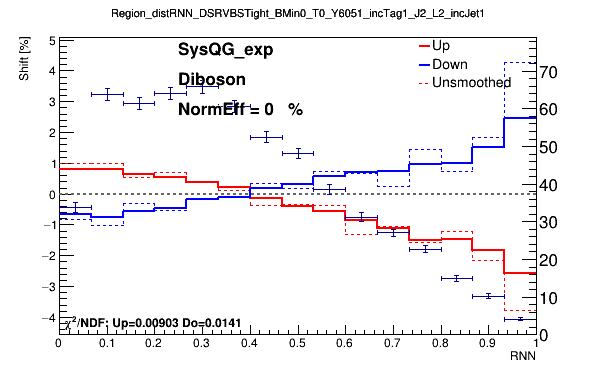 Region_distRNN_DSRVBSTight_BMin0_T0_Y6051_incTag1_J2_L2_incJet1
Shift [%]
SysQG_exp
Diboson
NormEff = 0 %
Up
Down
Unsmoothed
5
4
3
2
1
0
−1
−2
−3
−4
70
60
50
40
30
20
10
0
χ²/NDF: Up=0.00903 Do=0.0141
0 0.1 0.2 0.3 0.4 0.5 0.6 0.7 0.8 0.9
RNN